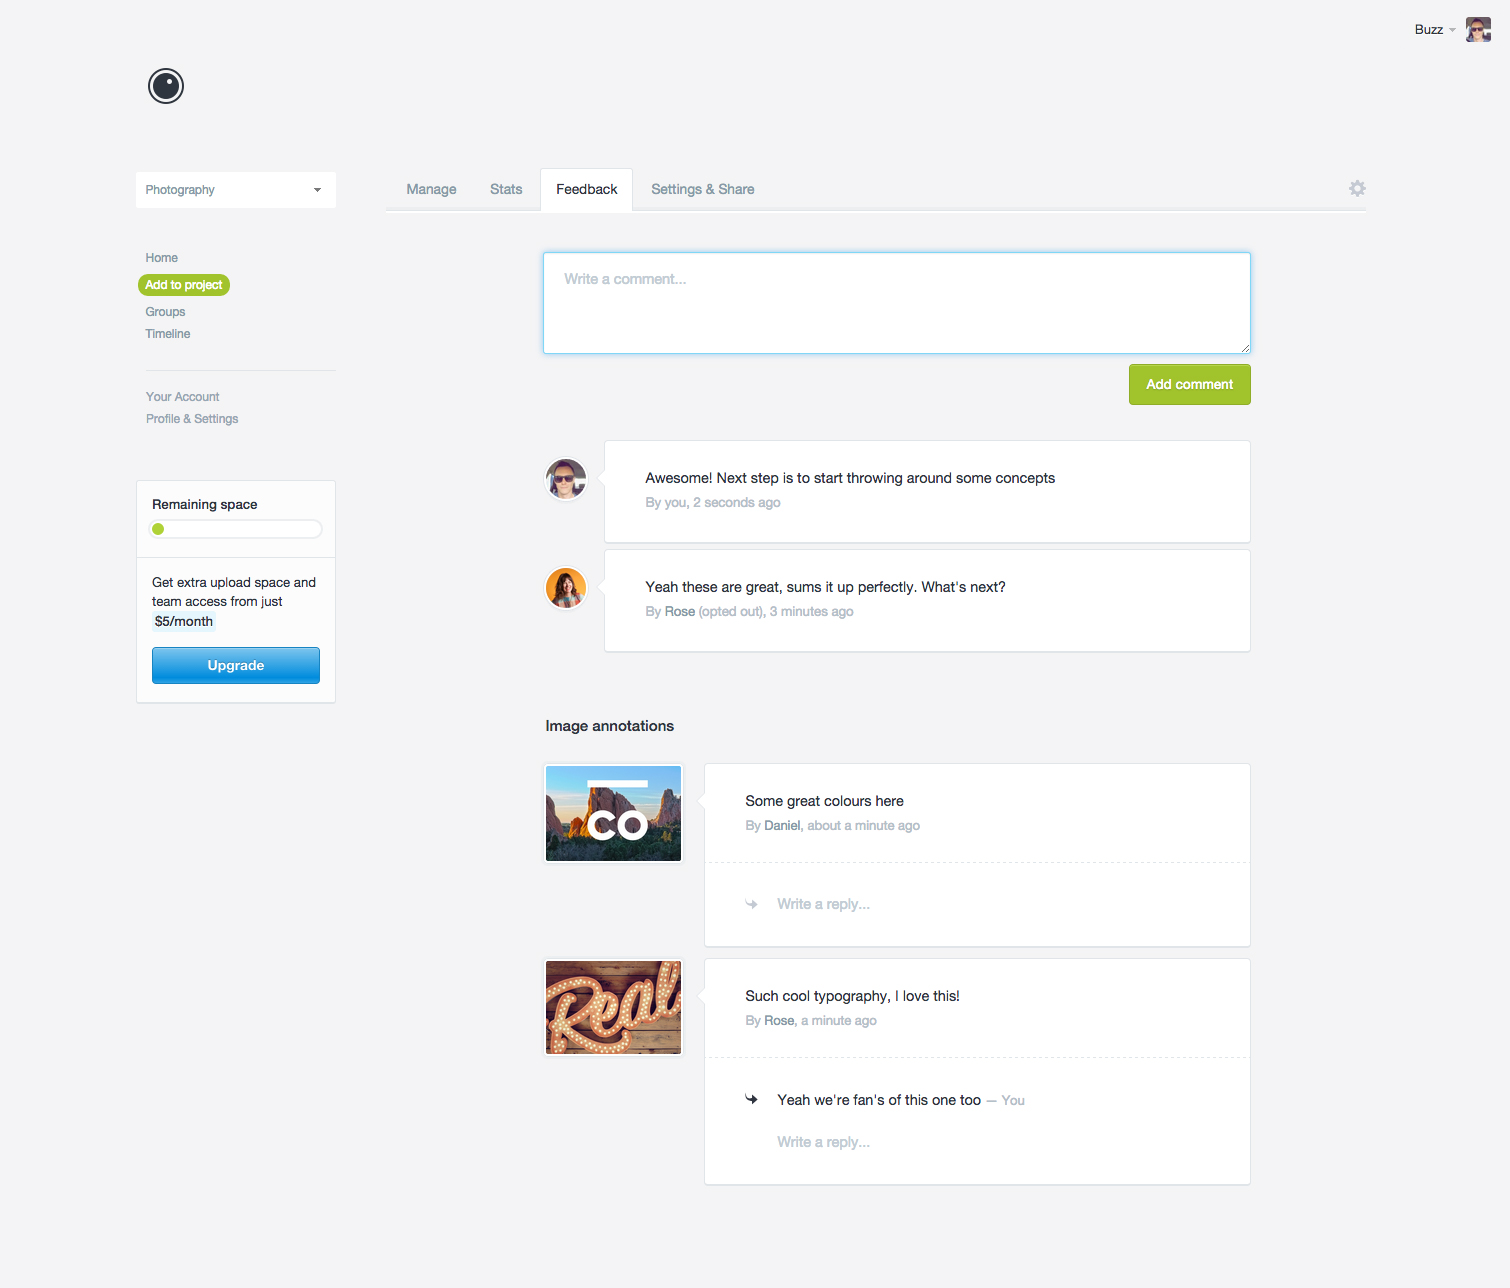 Buzz
Photography
Manage
Stats
Feedback
Settings & Share
Home
Add to project
Groups
Timeline
Your Account
Profile & Settings
Remaining space
Get extra upload space and
team access from just
$5/month
Upgrade
Write a comment...
Add comment
Awesome! Next step is to start throwing around some concepts
By you, 2 seconds ago
Yeah these are great, sums it up perfectly. What's next?
By Rose (opted out), 3 minutes ago
Image annotations
co
Some great colours here
By Daniel, about a minute ago
Write a reply...
Real
Such cool typography, I love this!
By Rose, a minute ago
Yeah we're fan's of this one too — You
Write a reply...